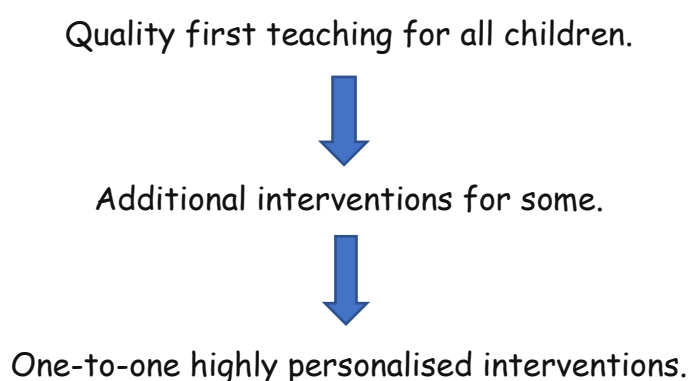 Quality first teaching for all children.
Additional interventions for some.
One-to-one highly personalised interventions.